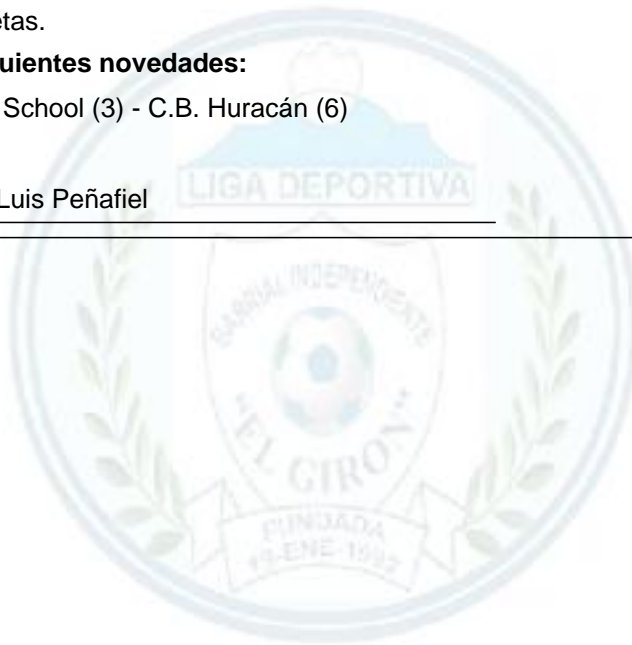 etas.
uientes novedades:
School (3) - C.B. Huracán (6)
Luis Peñafiel
LIGA DEPORTIVA
BARRIAL INDEPENDIENTE
"EL GIRON"
FUNDADA